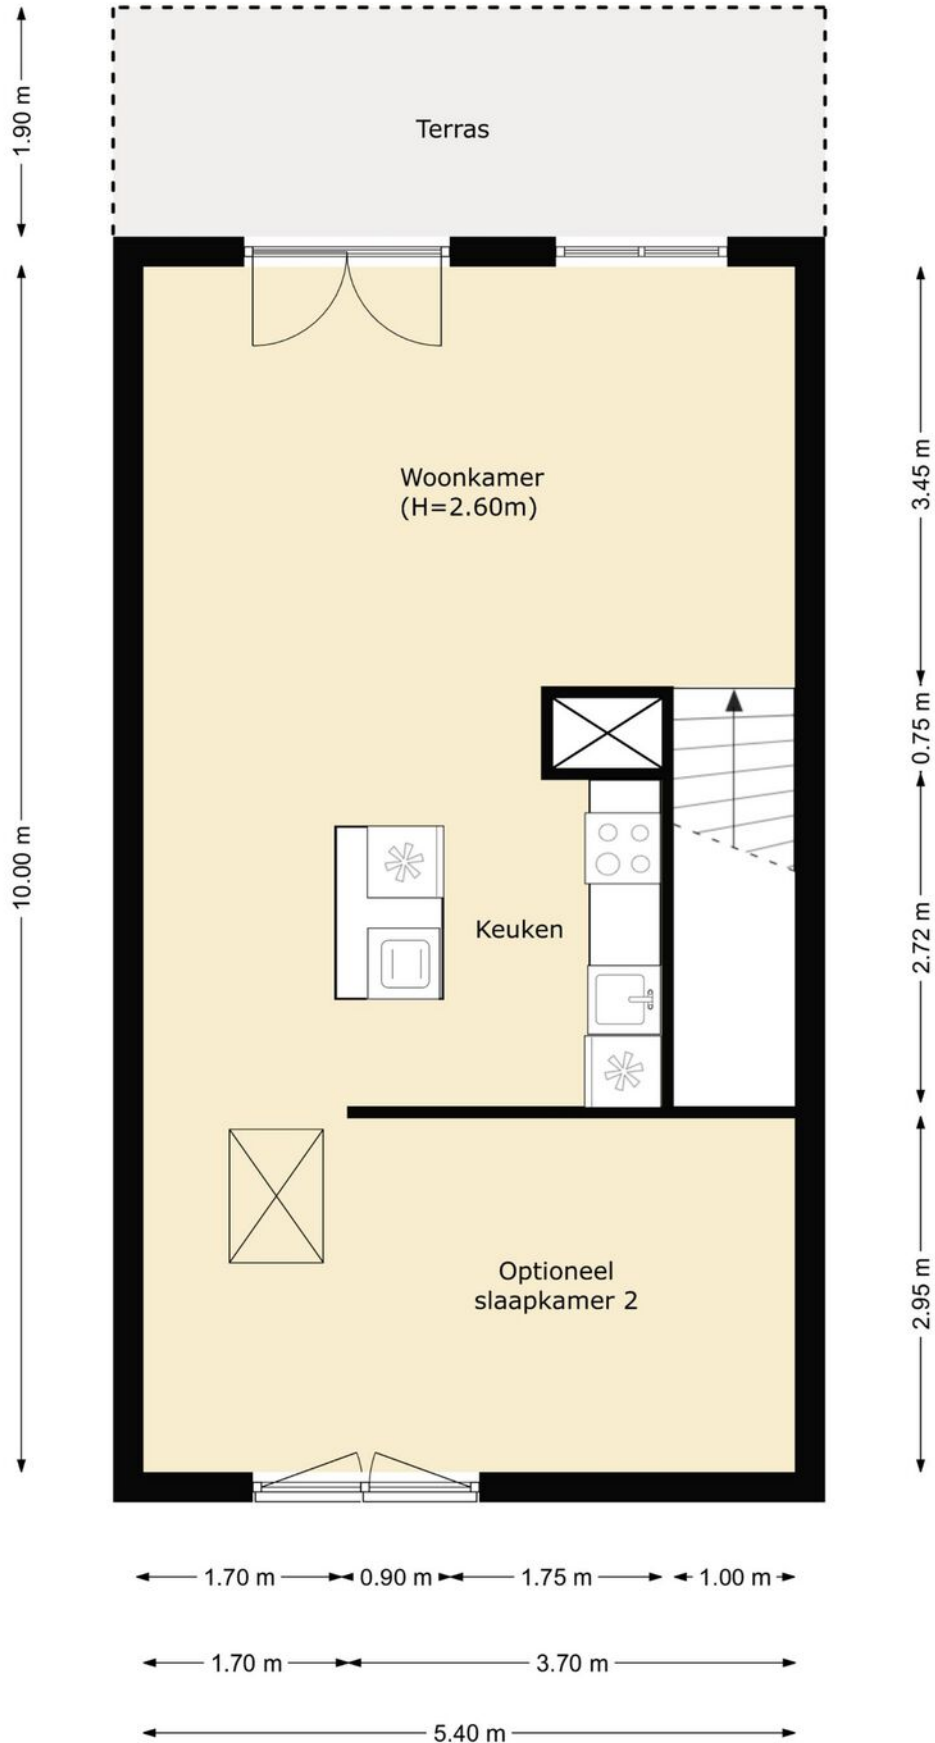 Terras
1.90 m
Woonkamer
(H=2.60m)
3.45 m
0.75 m
10.00 m
Keuken
2.72 m
Optioneel
slaapkamer 2
2.95 m
1.70 m
0.90 m
1.75 m
1.00 m
1.70 m
3.70 m
5.40 m